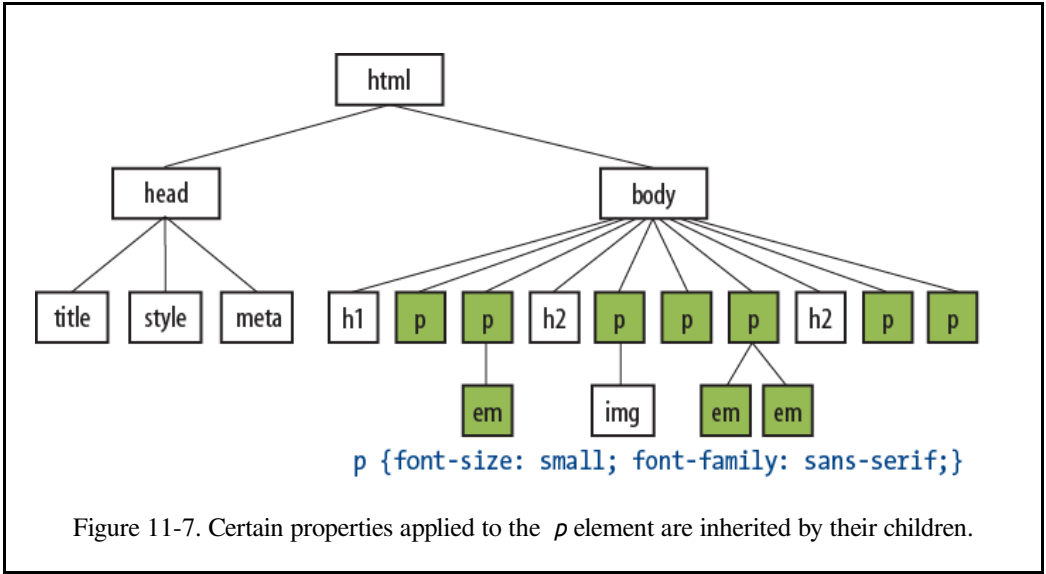 html
head body
title style meta h1 p p h2 p p p h2 p p
em img em em
p {font-size: small; font-family: sans-serif;}
Figure 11-7. Certain properties applied to the p element are inherited by their children.